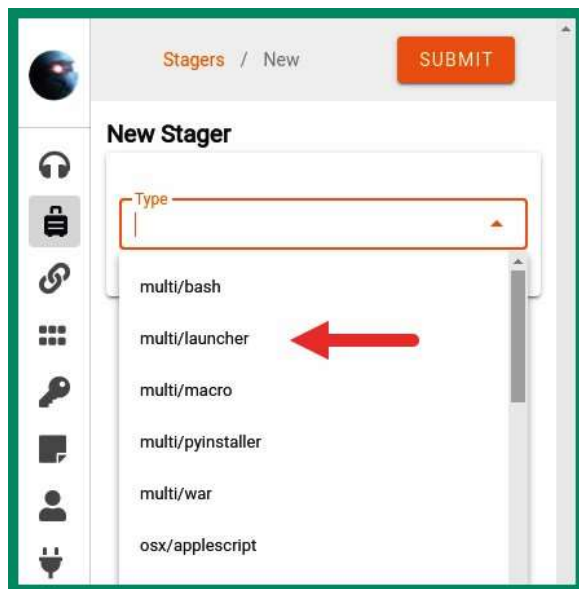 Stagers / New
SUBMIT
New Stager
Type
multi/bash
multi/launcher
multi/macro
multi/pyinstaller
multi/war
osx/applescript